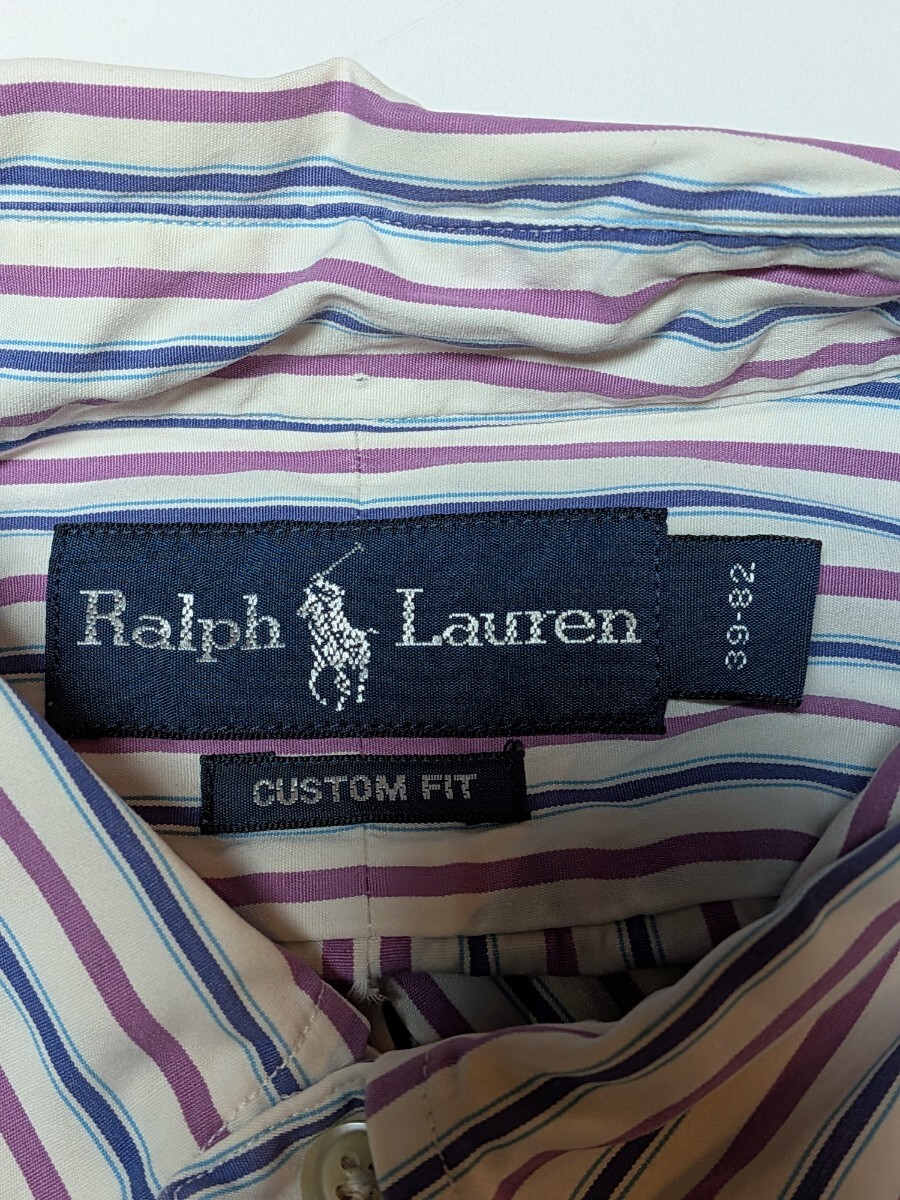 Ralph Lauren
39-82
CUSTOM FIT